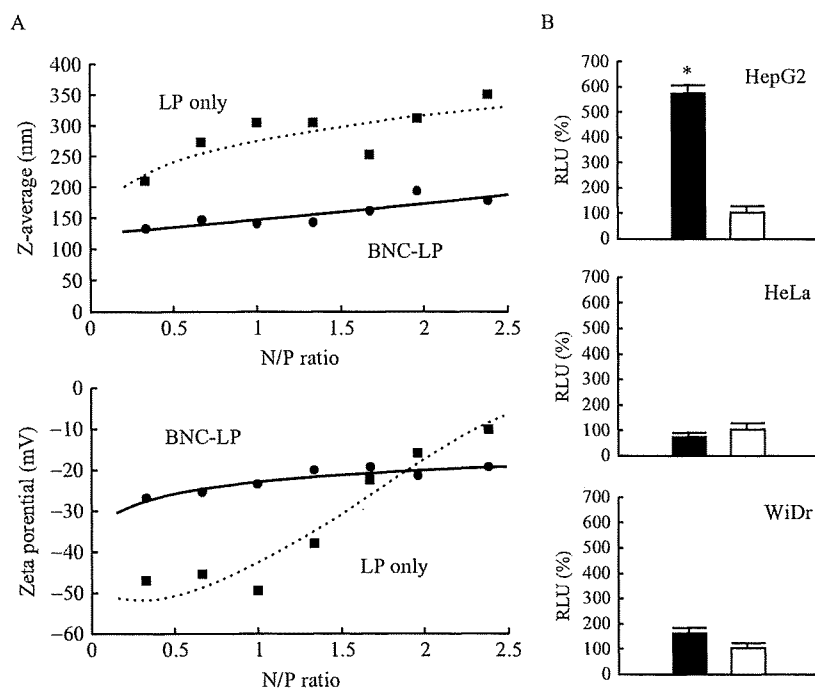 A
400
350
300
250
200
150
100
50
0
Z-average (nm)
LP only
BNC-LP
0 0.5 1 1.5 2 2.5
N/P ratio
0
−10
−20
−30
−40
−50
−60
Zeta porential (mV)
BNC-LP
LP only
0 0.5 1 1.5 2 2.5
N/P ratio
B
700
600
500
400
300
200
100
0
RLU (%)
*
HepG2
700
600
500
400
300
200
100
0
RLU (%)
HeLa
700
600
500
400
300
200
100
0
RLU (%)
WiDr